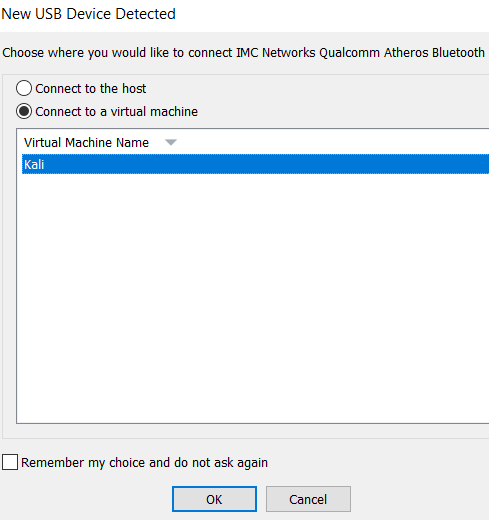 New USB Device Detected
Choose where you would like to connect IMC Networks Qualcomm Atheros Bluetooth
Connect to the host
Connect to a virtual machine
Virtual Machine Name
Kali
Remember my choice and do not ask again
OK
Cancel